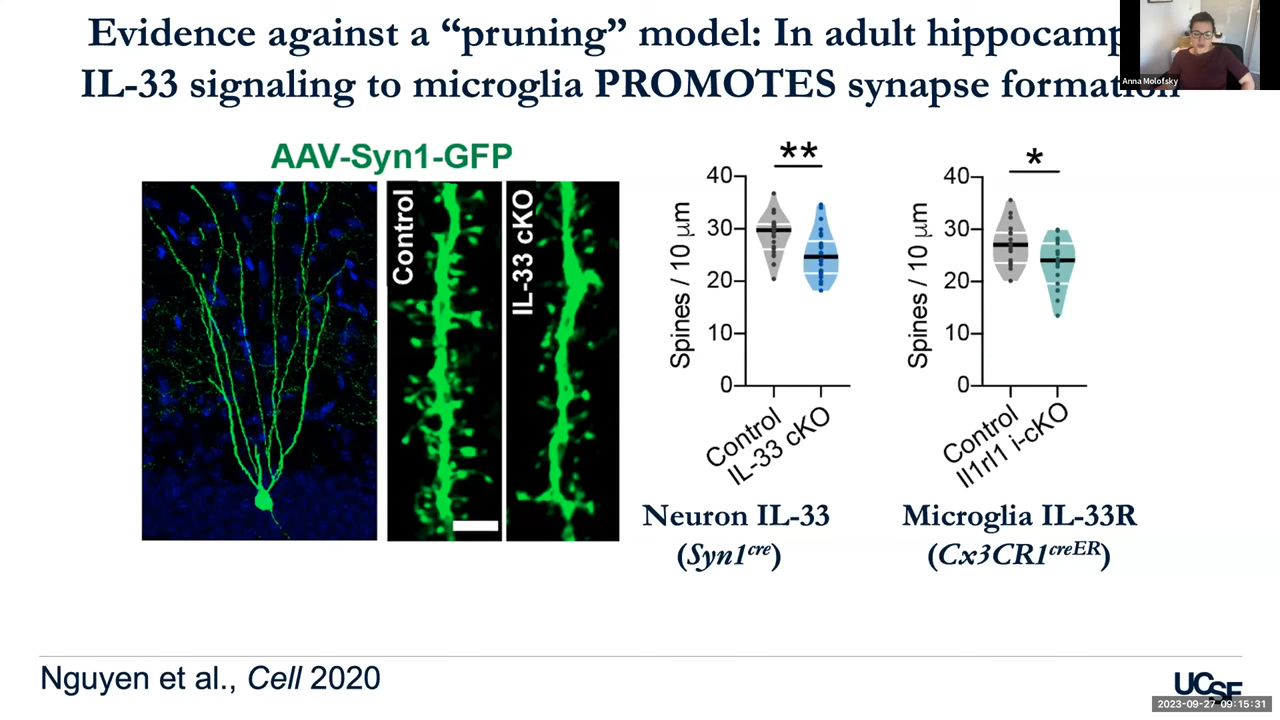 Evidence against a “pruning” model: In adult
IL-33 signaling to microglia PROMOTES synapse formation
Anna Molofsky
AAV-Syn1-GFP
Control
IL-33 cKO
**
40
30
20
10
0
Spines / 10 μm
Control
IL-33 cKO
Neuron IL-33
(Syn1cre)
*
40
30
20
10
0
Spines / 10 μm
Control
Il1rl1 i-cKO
Microglia IL-33R
(Cx3CR1creER)
Nguyen et al., Cell 2020
UCSF
2023-09-27 09:15:31